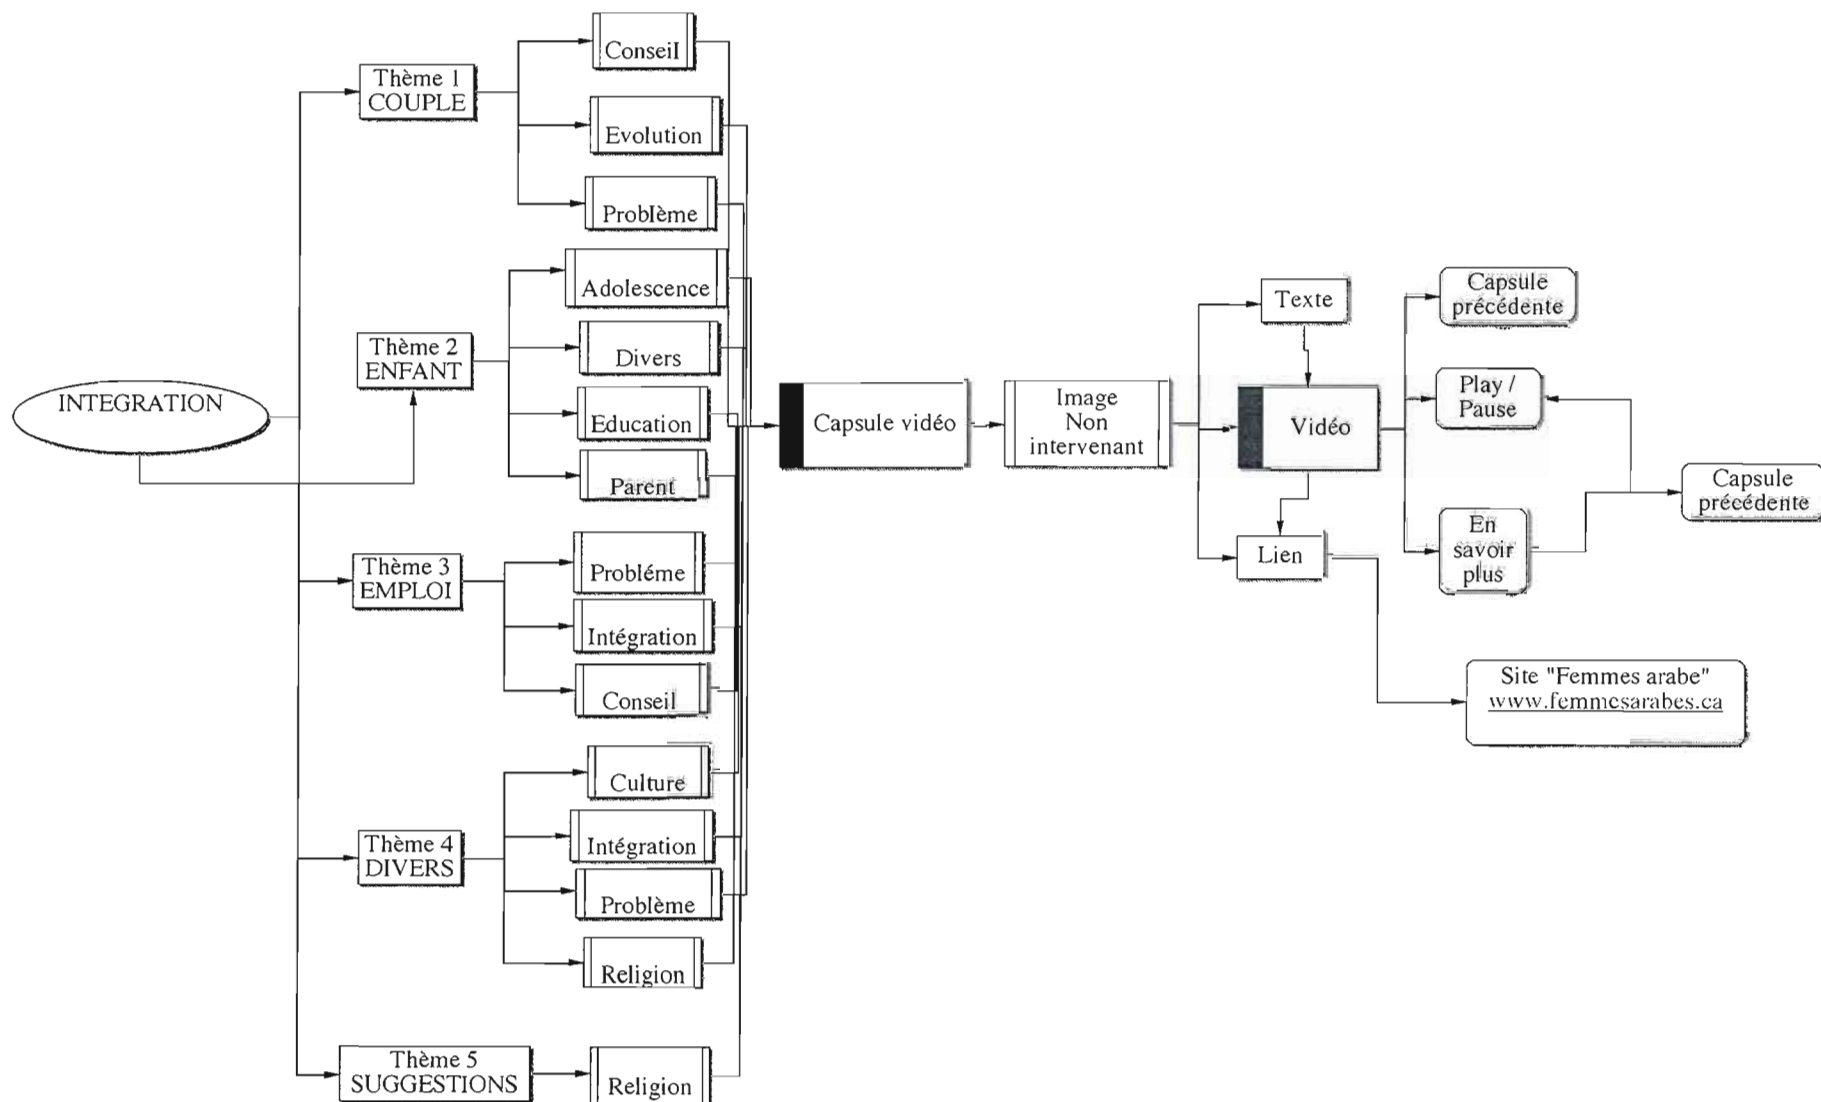 INTEGRATION
Thème 1
COUPLE
Conseil
Evolution
Problème
Thème 2
ENFANT
Adolescence
Divers
Education
Parent
Thème 3
EMPLOI
Probléme
Intégration
Conseil
Thème 4
DIVERS
Culture
Intégration
Problème
Religion
Thème 5
SUGGESTIONS
Religion
Capsule vidéo
Image
Non
intervenant
Texte
Vidéo
Lien
Capsule
précédente
Play /
Pause
En
savoir
plus
Capsule
précédente
Site "Femmes arabe"
www.femmesarabes.ca